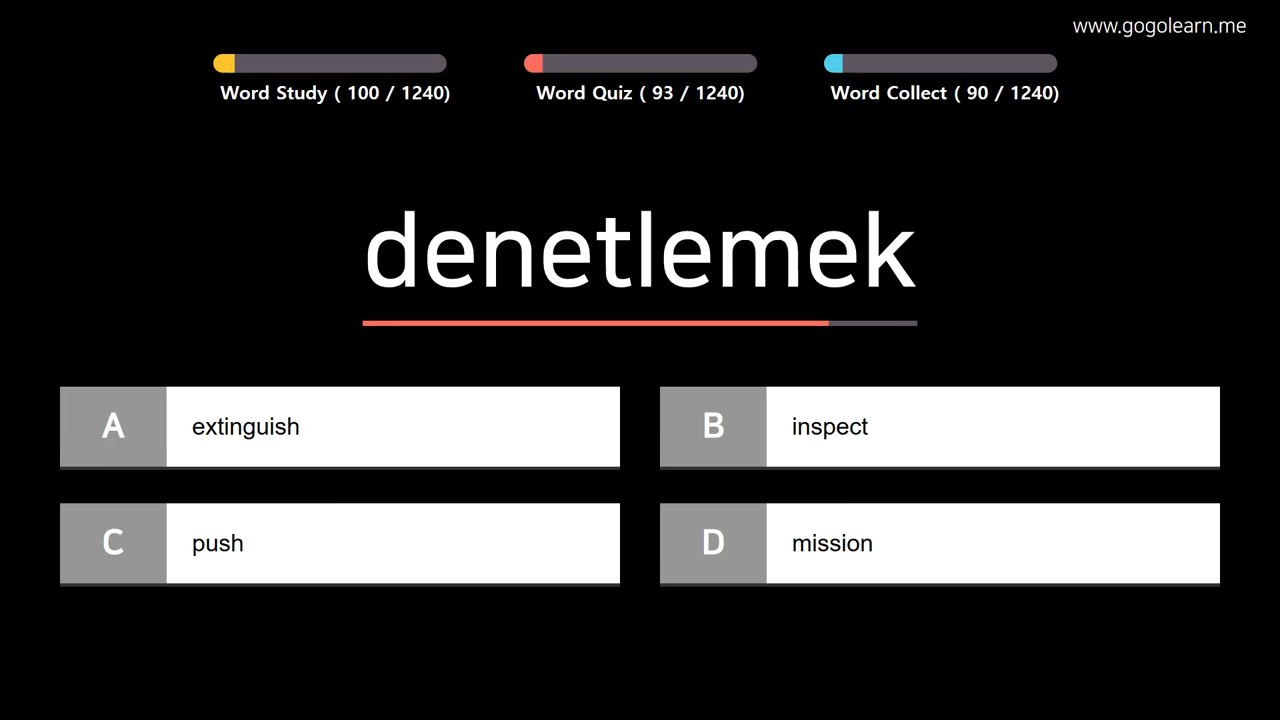 www.gogolearn.me
Word Study ( 100 / 1240)
Word Quiz ( 93 / 1240)
Word Collect ( 90 / 1240)
denetlemek
A extinguish
B inspect
C push
D mission